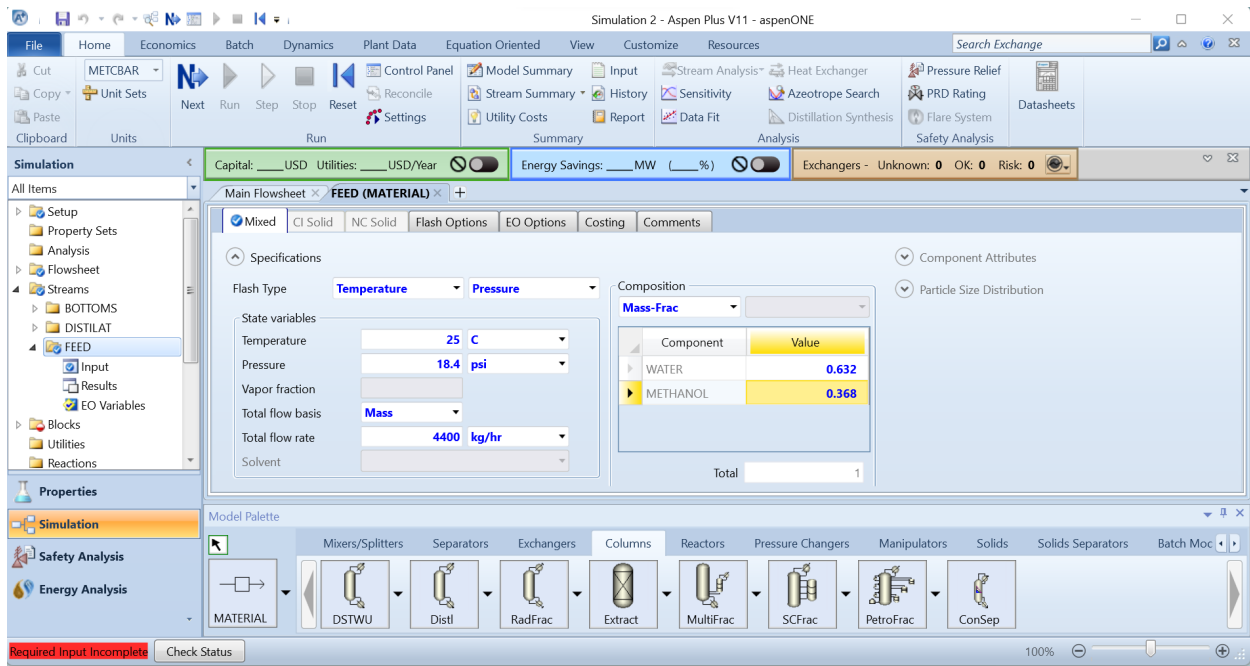 Simulation 2 - Aspen Plus V11 - aspenONE
File Home Economics Batch Dynamics Plant Data Equation Oriented View Customize Resources Search Exchange
Cut METCBAR Control Panel Model Summary Input Stream Analysis Heat Exchanger Pressure Relief
Copy Unit Sets Next Run Step Stop Reset Reconcile Stream Summary History Sensitivity Azeotrope Search PRD Rating Datasheets
Paste Settings Utility Costs Report Data Fit Distillation Synthesis Flare System
Clipboard Units Run Summary Analysis Safety Analysis
Simulation Capital: ____USD Utilities: ____USD/Year Energy Savings: ____MW (____%) Exchangers - Unknown: 0 OK: 0 Risk: 0
All Items Main Flowsheet FEED (MATERIAL)
Setup
Property Sets
Analysis
Flowsheet
Streams
BOTTOMS
DISTILAT
FEED
Input
Results
EO Variables
Blocks
Utilities
Reactions
Properties
Simulation
Safety Analysis
Energy Analysis
Mixed CI Solid NC Solid Flash Options EO Options Costing Comments
Specifications
Flash Type Temperature Pressure
State variables
Temperature 25 C
Pressure 18.4 psi
Vapor fraction
Total flow basis Mass
Total flow rate 4400 kg/hr
Solvent
Composition
Mass-Frac
Component Value
WATER 0.632
METHANOL 0.368
Total 1
Component Attributes
Particle Size Distribution
Model Palette
Mixers/Splitters Separators Exchangers Columns Reactors Pressure Changers Manipulators Solids Solids Separators Batch Moc
MATERIAL DSTWU Distl RadFrac Extract MultiFrac SCFrac PetroFrac ConSep
Required Input Incomplete Check Status 100%